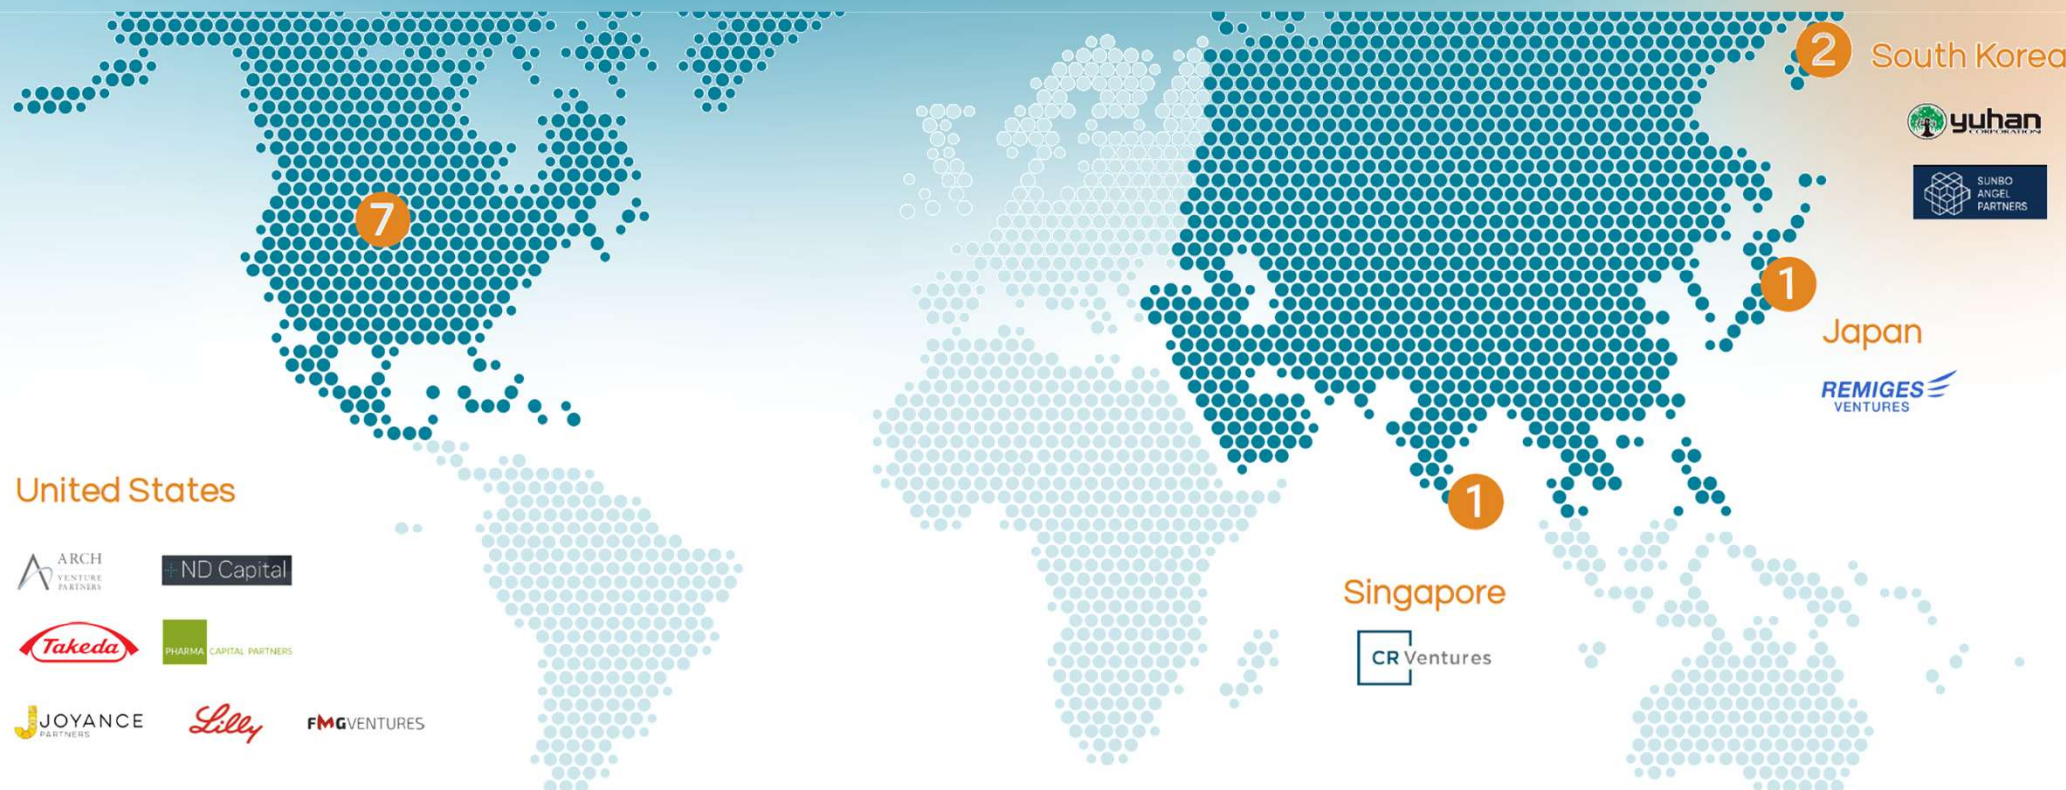 2
South Korea
yuhan
CORPORATION
SUNBO
ANGEL
PARTNERS
7
1
Japan
REMIGES
VENTURES
United States
ARCH
VENTURE
PARTNERS
ND Capital
Takeda
PHARMA CAPITAL PARTNERS
JOYANCE
PARTNERS
Lilly
FMGVENTURES
1
Singapore
CR Ventures